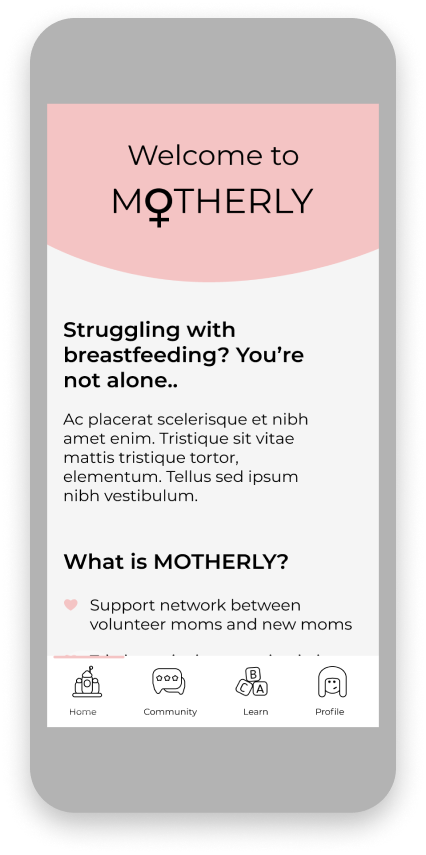 Welcome to
M♀THERLY
Struggling with
breastfeeding? You’re
not alone..
Ac placerat scelerisque et nibh
amet enim. Tristique sit vitae
mattis tristique tortor,
elementum. Tellus sed ipsum
nibh vestibulum.
What is MOTHERLY?
Support network between
volunteer moms and new moms
B
C A
Home
Community
Learn
Profile